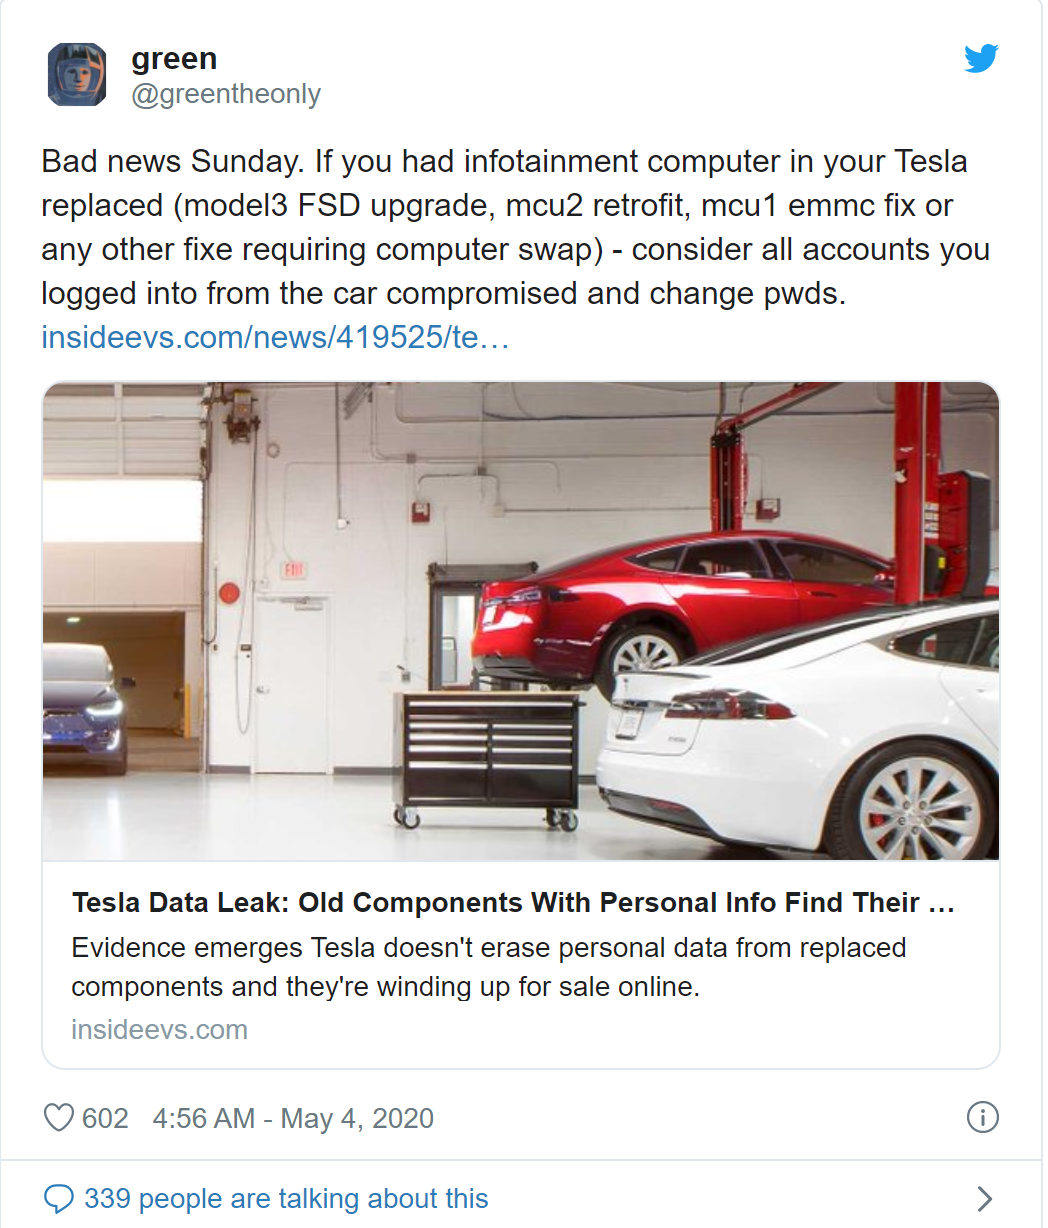 green
@greentheonly
Bad news Sunday. If you had infotainment computer in your Tesla
replaced (model3 FSD upgrade, mcu2 retrofit, mcu1 emmc fix or
any other fixe requiring computer swap) - consider all accounts you
logged into from the car compromised and change pwds.
insideevs.com/news/419525/te…
EXIT
Tesla Data Leak: Old Components With Personal Info Find Their …
Evidence emerges Tesla doesn't erase personal data from replaced
components and they're winding up for sale online.
insideevs.com
602 4:56 AM - May 4, 2020
339 people are talking about this